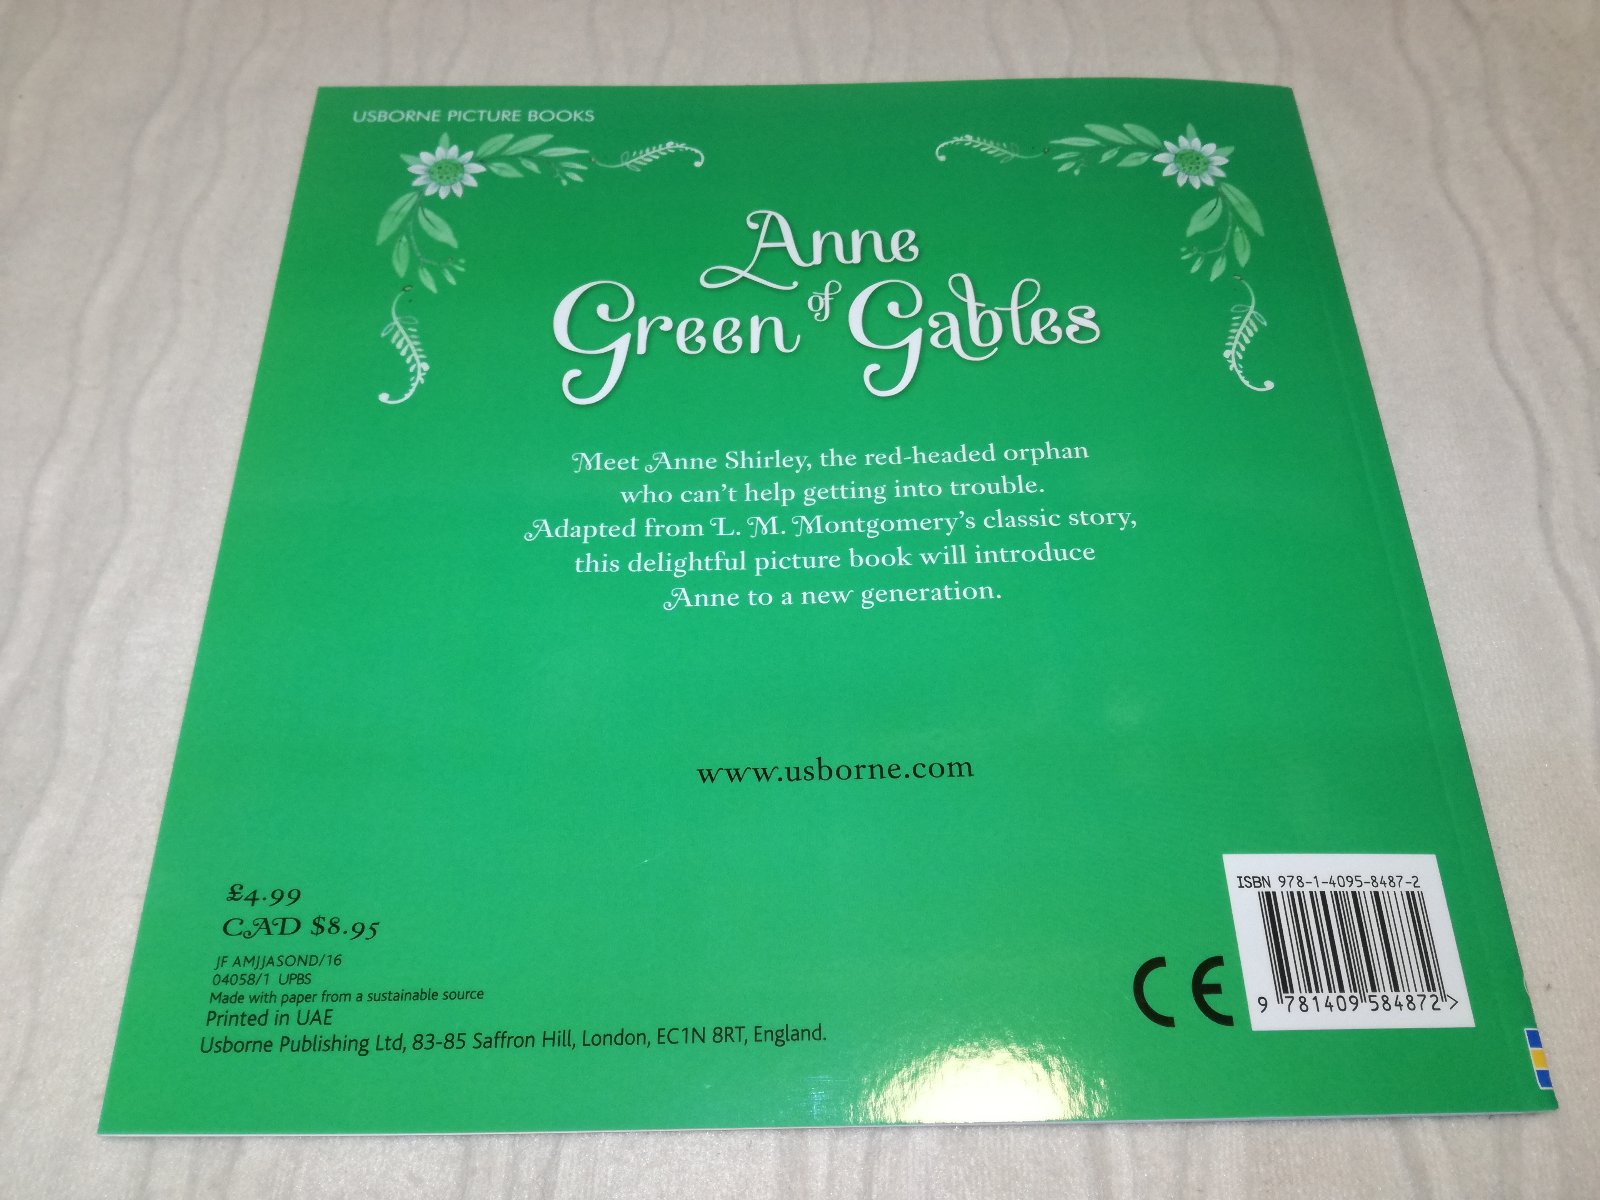 USBORNE PICTURE BOOKS
Anne
of
Green Gables
Meet Anne Shirley, the red-headed orphan
who can't help getting into trouble.
Adapted from L. M. Montgomery's classic story,
this delightful picture book will introduce
Anne to a new generation.
www.usborne.com
£4.99
CAD $8.95
JF AMJJASOND/16
04058/1 UPBS
Made with paper from a sustainable source
Printed in UAE
Usborne Publishing Ltd, 83-85 Saffron Hill, London, EC1N 8RT, England.
CE
ISBN 978-1-4095-8487-2
9 781409 584872 >